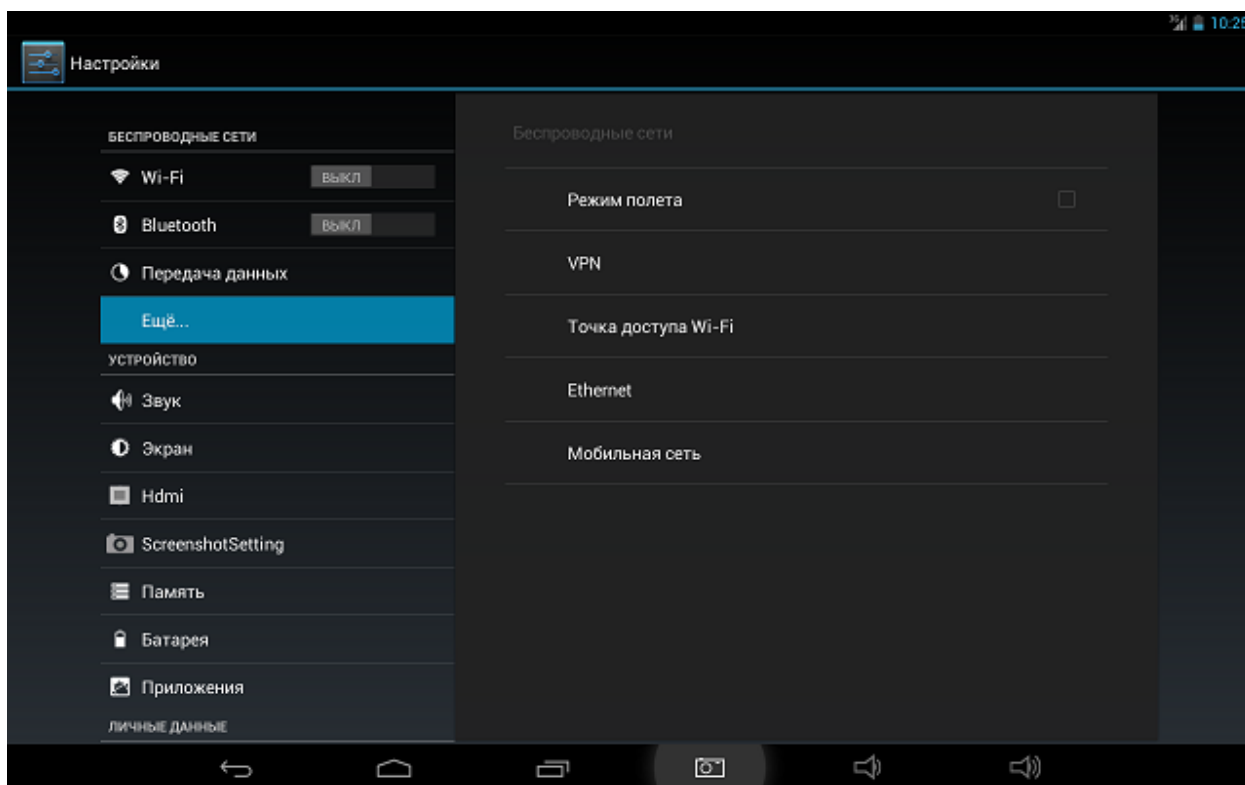 3G 10:25
Настройки
БЕСПРОВОДНЫЕ СЕТИ
Wi-Fi ВЫКЛ
Bluetooth ВЫКЛ
Передача данных
Ещё...
УСТРОЙСТВО
Звук
Экран
Hdmi
ScreenshotSetting
Память
Батарея
Приложения
ЛИЧНЫЕ ДАННЫЕ
Беспроводные сети
Режим полета
VPN
Точка доступа Wi-Fi
Ethernet
Мобильная сеть